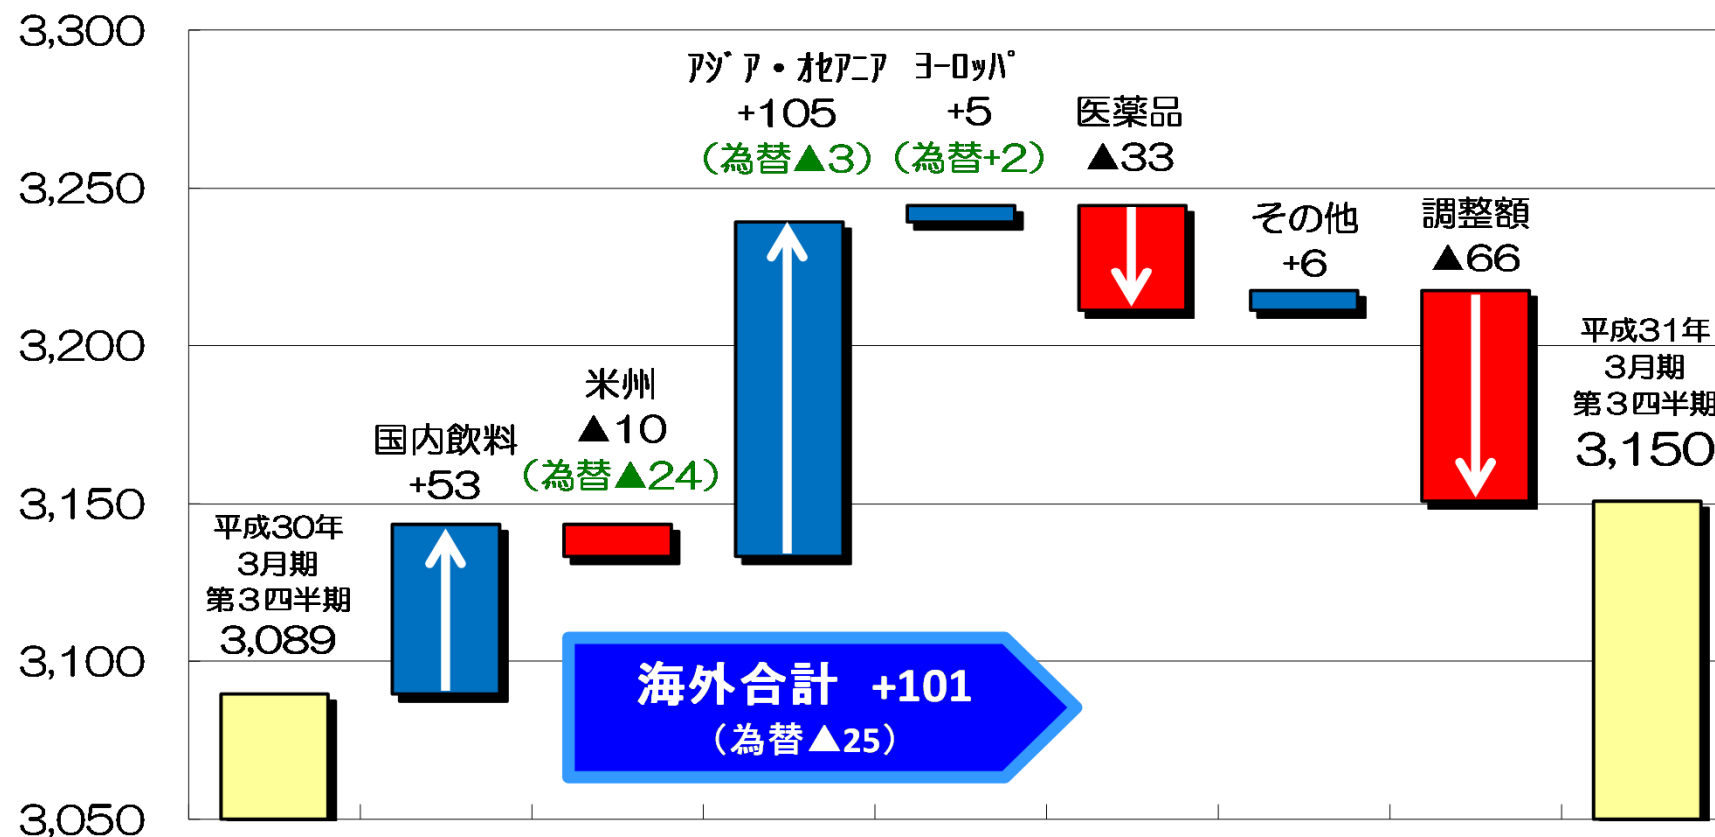 3,300
3,250
3,200
3,150
3,100
3,050
平成30年
3月期
第3四半期
3,089
国内飲料
+53
米州
▲10
(為替▲24)
ｱｼﾞｱ・ｵｾｱﾆｱ
+105
(為替▲3)
ﾖｰﾛｯﾊﾟ
+5
(為替+2)
医薬品
▲33
その他
+6
調整額
▲66
平成31年
3月期
第3四半期
3,150
海外合計 +101
(為替▲25)